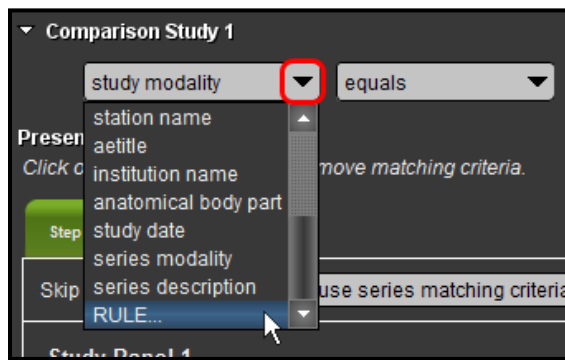 Comparison Study 1
study modality equals
station name
Presen aetitle
Click o institution name move matching criteria.
anatomical body part
Step study date
series modality
Skip series description use series matching criteria
RULE...
Study Panel 1